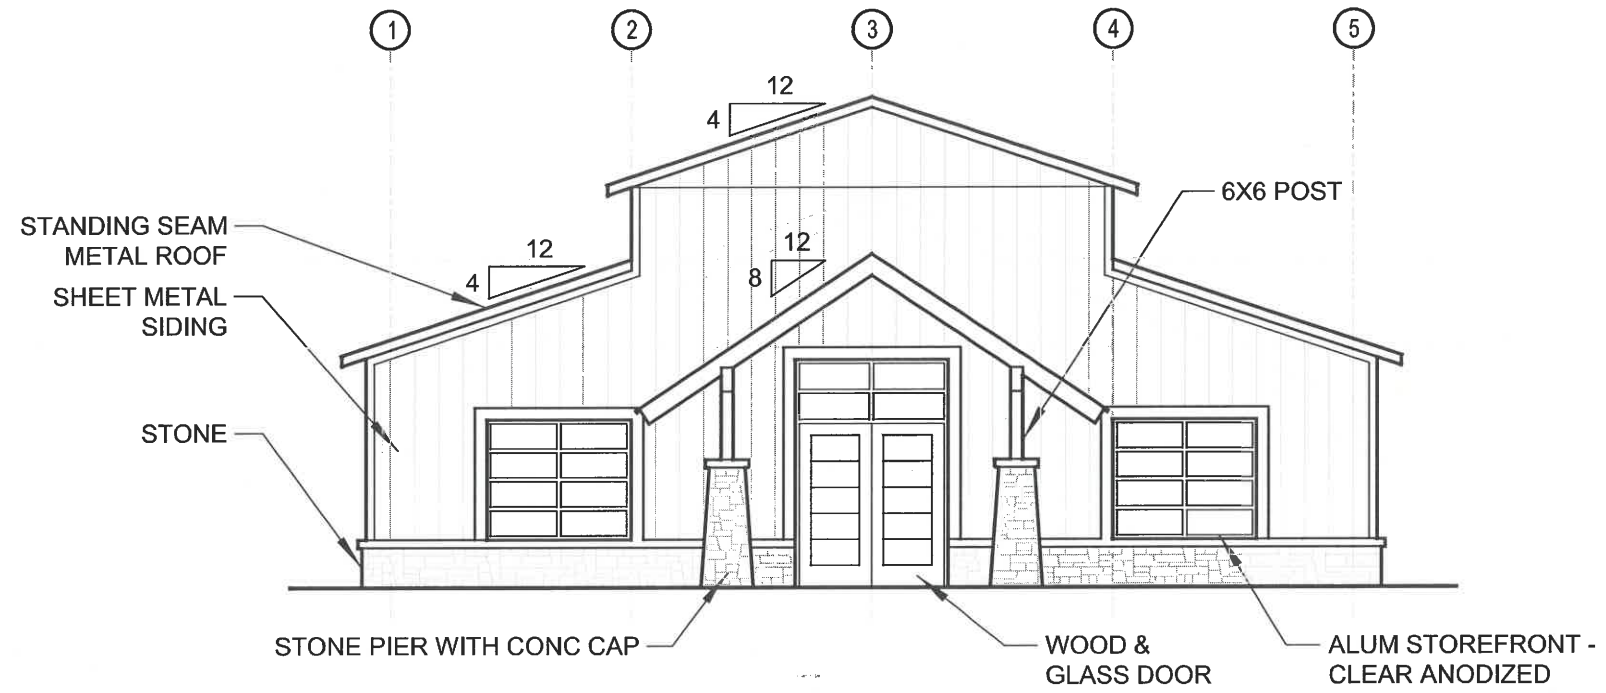 1 2 3 4 5
12
4
6X6 POST
STANDING SEAM
METAL ROOF
12
4
12
8
SHEET METAL
SIDING
STONE
STONE PIER WITH CONC CAP
WOOD &
GLASS DOOR
ALUM STOREFRONT -
CLEAR ANODIZED